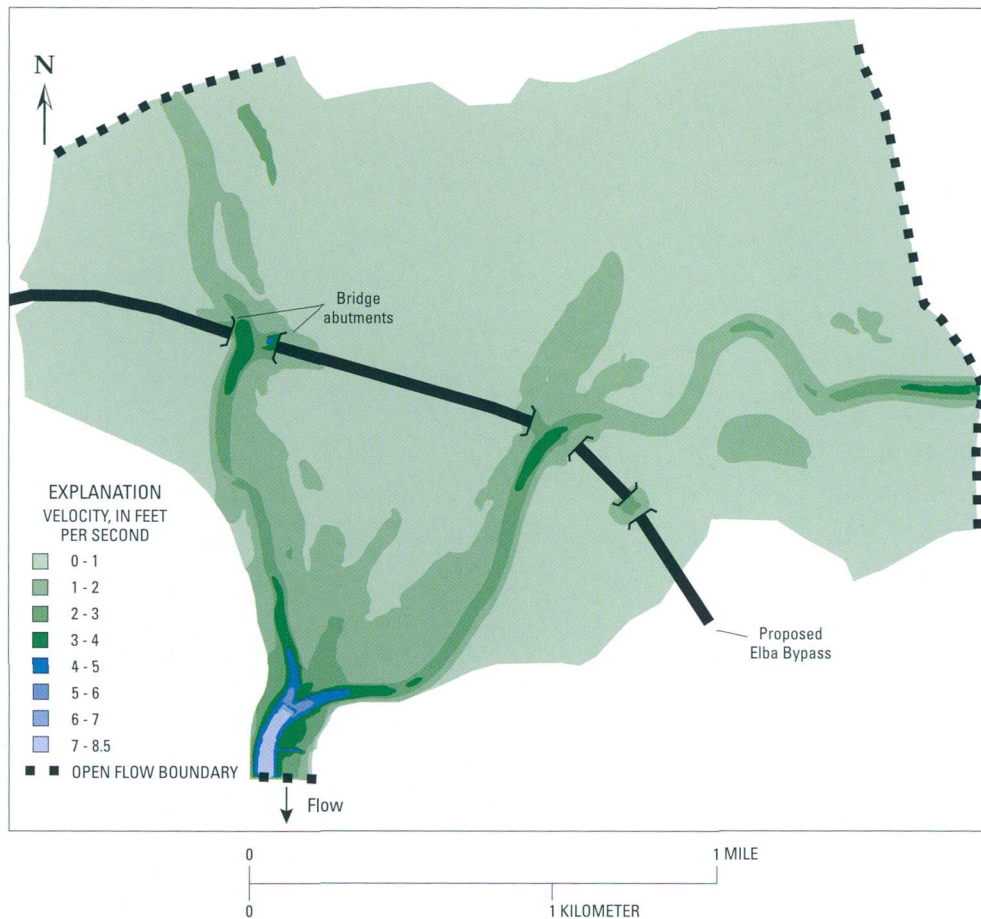 N
Bridge
abutments
EXPLANATION
VELOCITY, IN FEET
PER SECOND
0 - 1
1 - 2
2 - 3
3 - 4
4 - 5
5 - 6
6 - 7
7 - 8.5
OPEN FLOW BOUNDARY
Proposed
Elba Bypass
Flow
0 1 MILE
0 1 KILOMETER